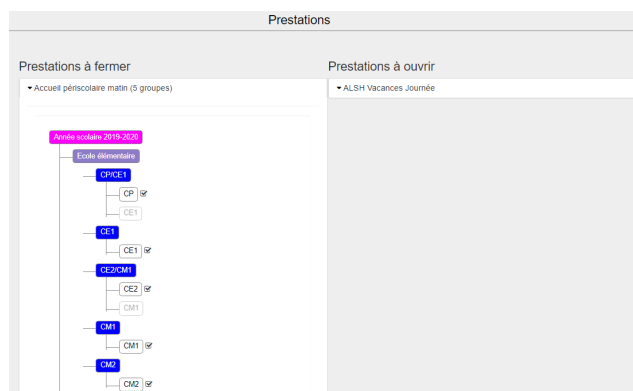 Prestations
Prestations à fermer
Prestations à ouvrir
Accueil périscolaire matin (5 groupes)
ALSH Vacances Journée
Année scolaire 2019-2020
Ecole élémentaire
CP/CE1
CP
CE1
CE1
CE1
CE2/CM1
CE2
CM1
CM1
CM1
CM2
CM2